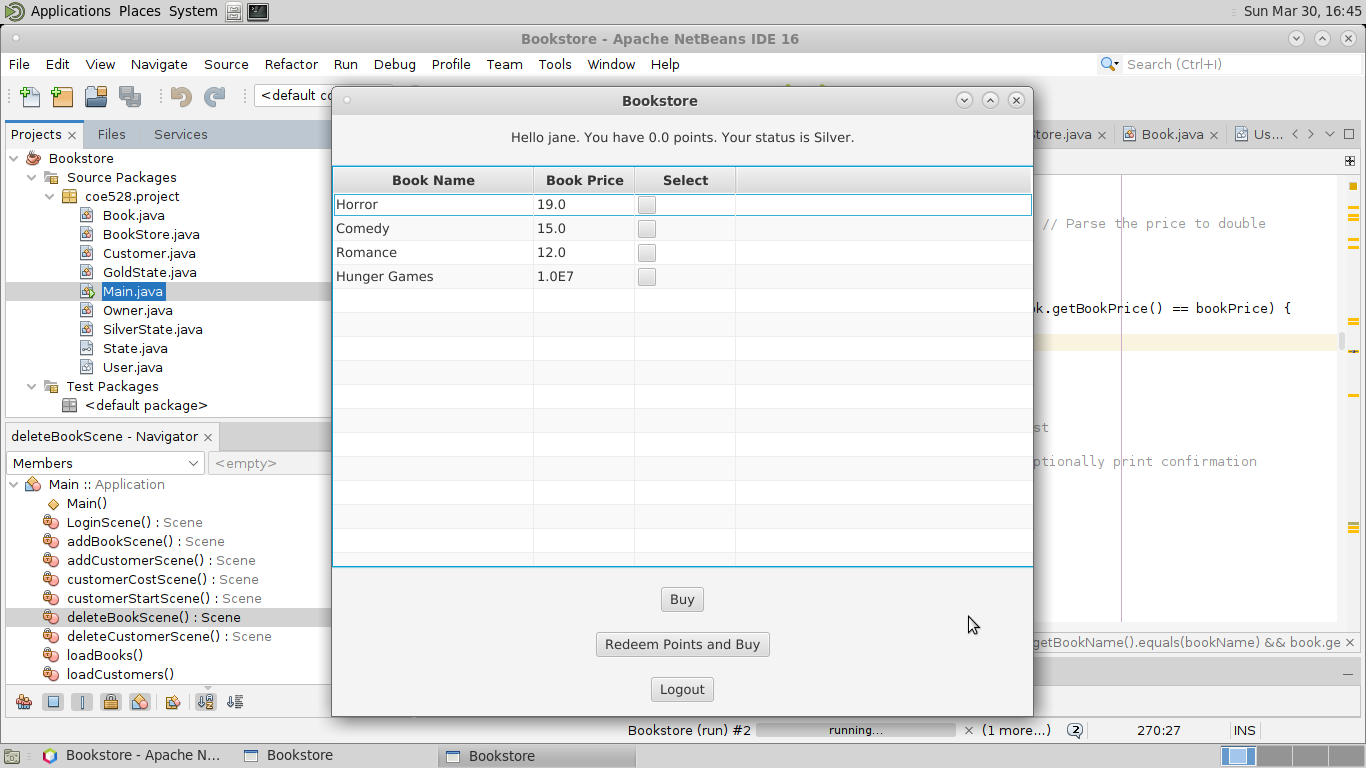 Applications Places System
Sun Mar 30, 16:45
Bookstore - Apache NetBeans IDE 16
File Edit View Navigate Source Refactor Run Debug Profile Team Tools Window Help
Search (Ctrl+I)
<default co
Bookstore
Projects Files Services
Store.java Book.java Us...
Hello jane. You have 0.0 points. Your status is Silver.
Bookstore
Source Packages
coe528.project
Book.java
BookStore.java
Customer.java
GoldState.java
Main.java
Owner.java
SilverState.java
State.java
User.java
Test Packages
<default package>
Book Name Book Price Select
Horror 19.0
Comedy 15.0
Romance 12.0
Hunger Games 1.0E7
// Parse the price to double
ok.getBookPrice() == bookPrice) {
st
ptionally print confirmation
deleteBookScene - Navigator
Members <empty>
Main :: Application
Main()
LoginScene() : Scene
addBookScene() : Scene
addCustomerScene() : Scene
customerCostScene() : Scene
customerStartScene() : Scene
deleteBookScene() : Scene
deleteCustomerScene() : Scene
loadBooks()
loadCustomers()
Buy
Redeem Points and Buy
Logout
getBookName().equals(bookName) && book.ge
Bookstore (run) #2 running... (1 more...) 2 270:27 INS
Bookstore - Apache N... Bookstore Bookstore